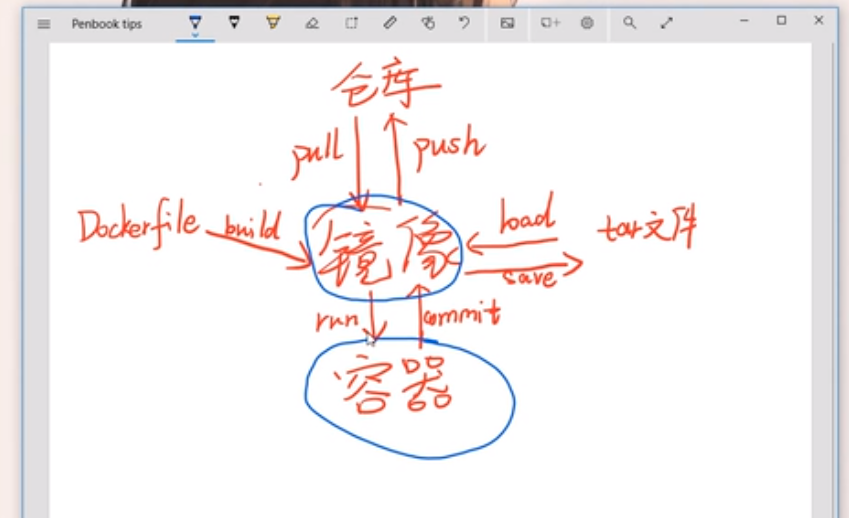 Penbook tips
仓库
pull push
Dockerfile build 镜像 load tar文件
save
run commit
容器